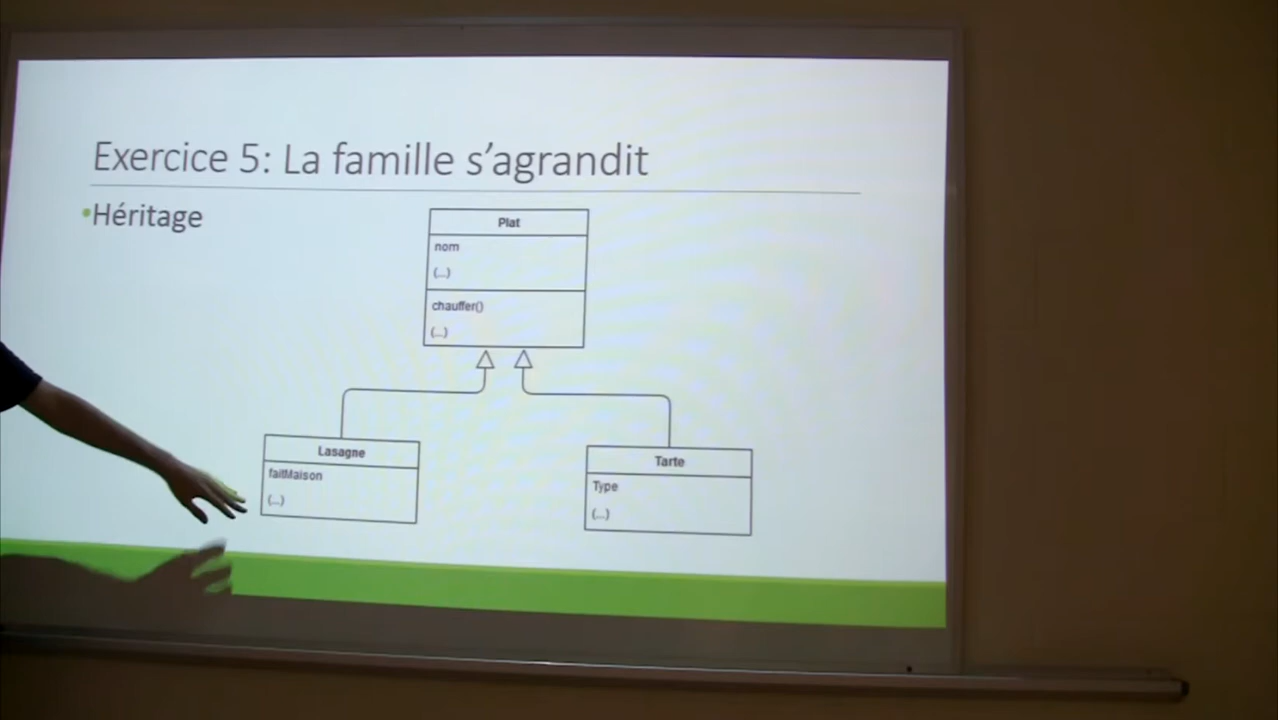 Exercice 5: La famille s’agrandit
•Héritage
Plat
nom
(...)
chauffer()
(...)
Lasagne
faitMaison
(...)
Tarte
Type
(...)